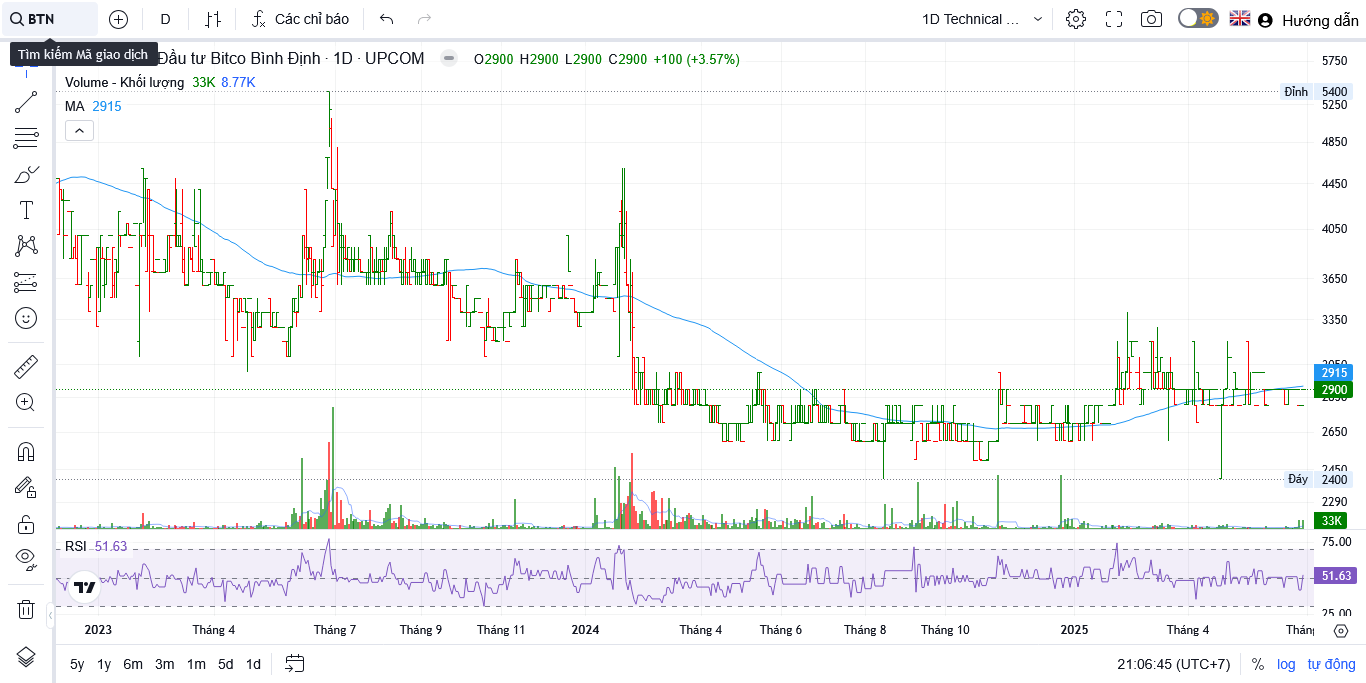 BTN D Các chỉ báo 1D Technical ... Hướng dẫn
Tìm kiếm Mã giao dịch
Đầu tư Bitco Bình Định · 1D · UPCOM O2900 H2900 L2900 C2900 +100 (+3.57%)
Volume - Khối lượng 33K 8.77K
MA 2915
5750
Đỉnh 5400
5250
4850
4450
4050
3650
3350
3050
2915
2900
2850
2650
2450
Đáy 2400
2290
33K
RSI 51.63
75.00
51.63
25.00
2023 Tháng 4 Tháng 7 Tháng 9 Tháng 11 2024 Tháng 4 Tháng 6 Tháng 8 Tháng 10 2025 Tháng 4 Tháng
5y 1y 6m 3m 1m 5d 1d 21:06:45 (UTC+7) % log tự động